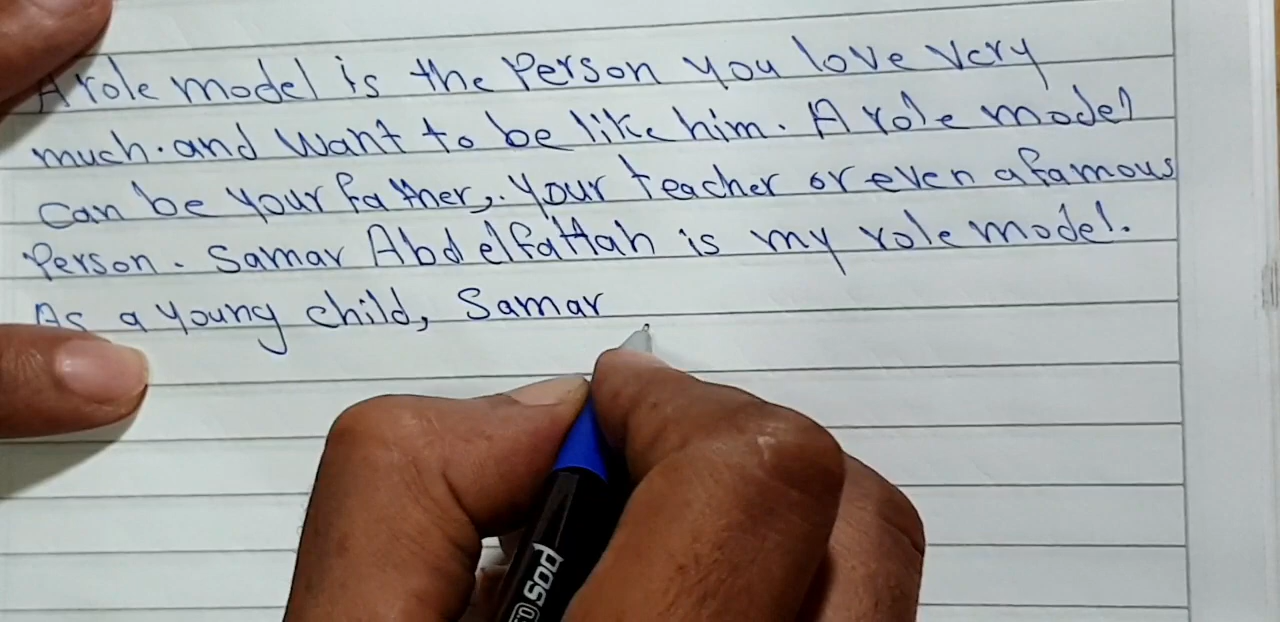 A role model is the Person you love very
much. and want to be like him. A role model
can be your father, your teacher or even a famous
Person. Samar Abdelfattah is my role model.
As a young child, Samar
sod